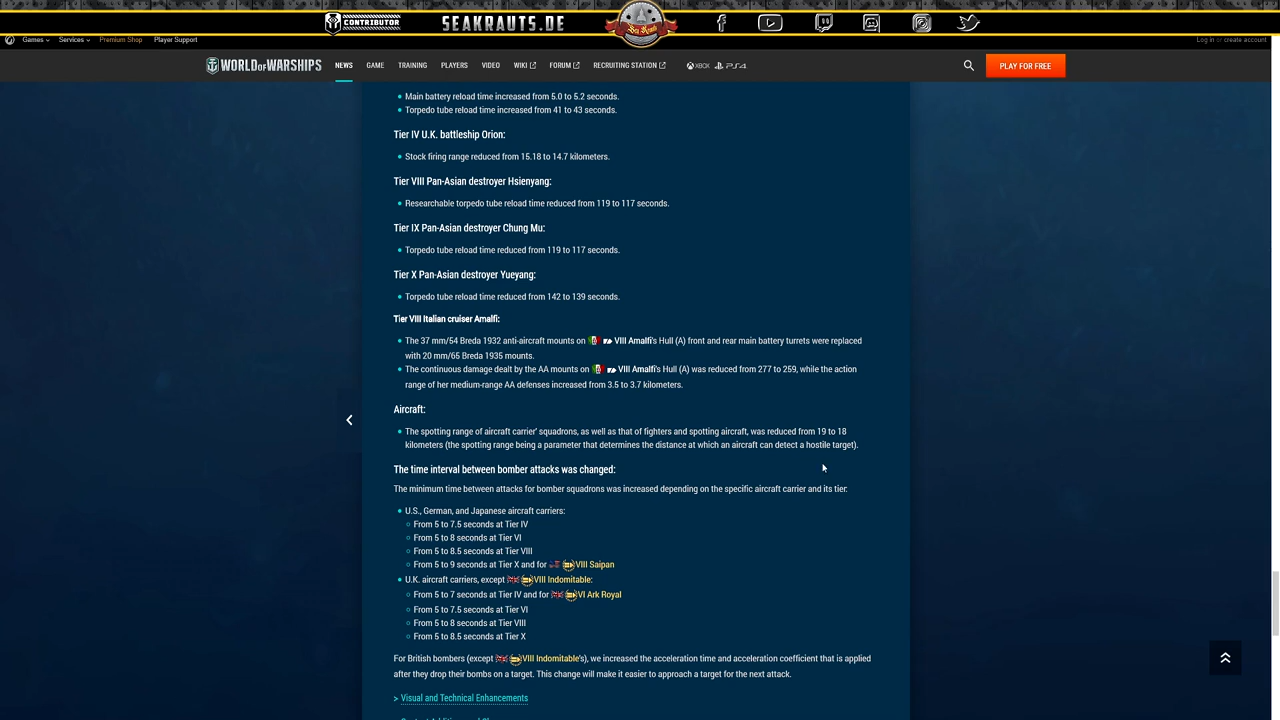 CONTRIBUTOR
SEAKRAUTS.DE
Sea Krauts
Games Services Premium Shop Player Support
Log in or create account
WORLD OF WARSHIPS NEWS GAME TRAINING PLAYERS VIDEO WIKI FORUM RECRUITING STATION XBOX PS4 PLAY FOR FREE
Main battery reload time increased from 5.0 to 5.2 seconds.
Torpedo tube reload time increased from 41 to 43 seconds.
Tier IV U.K. battleship Orion:
Stock firing range reduced from 15.18 to 14.7 kilometers.
Tier VIII Pan-Asian destroyer Hsienyang:
Researchable torpedo tube reload time reduced from 119 to 117 seconds.
Tier IX Pan-Asian destroyer Chung Mu:
Torpedo tube reload time reduced from 119 to 117 seconds.
Tier X Pan-Asian destroyer Yueyang:
Torpedo tube reload time reduced from 142 to 139 seconds.
Tier VIII Italian cruiser Amalfi:
The 37 mm/54 Breda 1932 anti-aircraft mounts on VIII Amalfi's Hull (A) front and rear main battery turrets were replaced
with 20 mm/65 Breda 1935 mounts.
The continuous damage dealt by the AA mounts on VIII Amalfi's Hull (A) was reduced from 277 to 259, while the action
range of her medium-range AA defenses increased from 3.5 to 3.7 kilometers.
Aircraft:
The spotting range of aircraft carrier' squadrons, as well as that of fighters and spotting aircraft, was reduced from 19 to 18
kilometers (the spotting range being a parameter that determines the distance at which an aircraft can detect a hostile target).
The time interval between bomber attacks was changed:
The minimum time between attacks for bomber squadrons was increased depending on the specific aircraft carrier and its tier:
U.S., German, and Japanese aircraft carriers:
From 5 to 7.5 seconds at Tier IV
From 5 to 8 seconds at Tier VI
From 5 to 8.5 seconds at Tier VIII
From 5 to 9 seconds at Tier X and for VIII Saipan
U.K. aircraft carriers, except VIII Indomitable:
From 5 to 7 seconds at Tier IV and for VI Ark Royal
From 5 to 7.5 seconds at Tier VI
From 5 to 8 seconds at Tier VIII
From 5 to 8.5 seconds at Tier X
For British bombers (except VIII Indomitable's), we increased the acceleration time and acceleration coefficient that is applied
after they drop their bombs on a target. This change will make it easier to approach a target for the next attack.
> Visual and Technical Enhancements